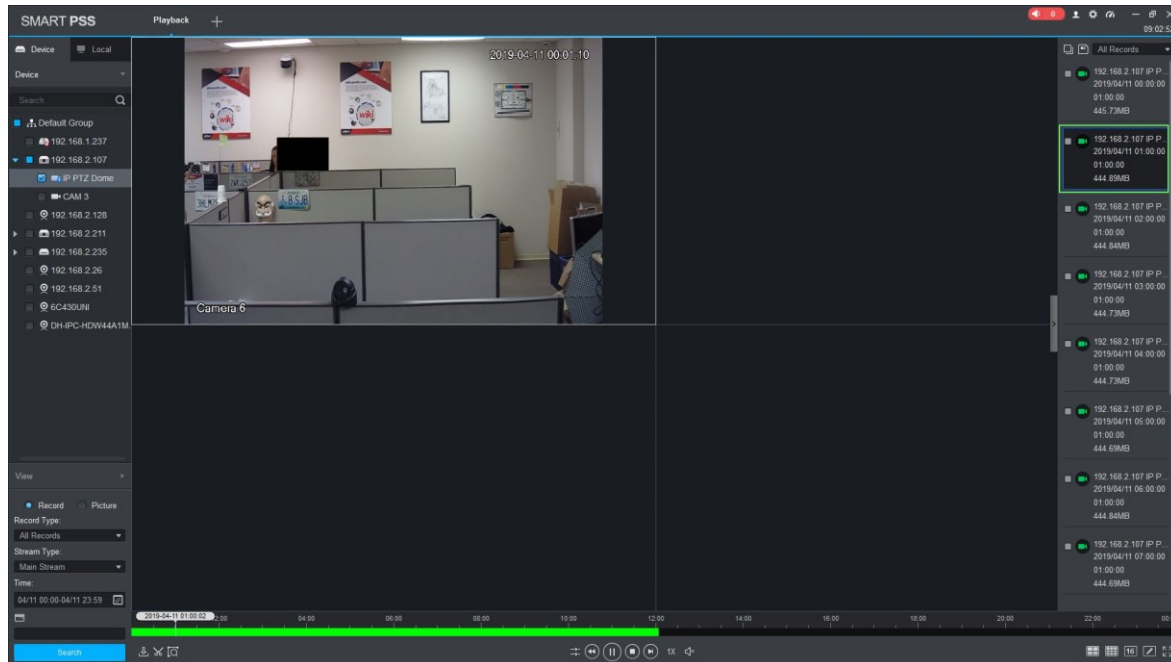 SMART PSS
Playback
0
09:02:5
Device
Local
Device
Search...
Default Group
192.168.1.237
192.168.2.107
IP PTZ Dome
CAM 3
192.168.2.128
192.168.2.211
192.168.2.235
192.168.2.26
192.168.2.51
6C430UNI
DH-IPC-HDW44A1M.
View
Record
Picture
Record Type:
All Records
Stream Type:
Main Stream
Time:
04/11 00:00-04/11 23:59
Search
2019-04-11 00:01:10
wiki
wiki
Camera 6
All Records
192.168.2.107 IP P...
2019/04/11 00:00:00
01:00:00
445.73MB
192.168.2.107 IP P...
2019/04/11 01:00:00
01:00:00
444.89MB
192.168.2.107 IP P...
2019/04/11 02:00:00
01:00:00
444.84MB
192.168.2.107 IP P...
2019/04/11 03:00:00
01:00:00
444.73MB
192.168.2.107 IP P...
2019/04/11 04:00:00
01:00:00
444.73MB
192.168.2.107 IP P...
2019/04/11 05:00:00
01:00:00
444.69MB
192.168.2.107 IP P...
2019/04/11 06:00:00
01:00:00
444.84MB
192.168.2.107 IP P...
2019/04/11 07:00:00
01:00:00
444.69MB
2019-04-11 01:00:02
2:00 04:00 06:00 08:00 10:00 12:00 14:00 16:00 18:00 20:00 22:00 00
1X
16